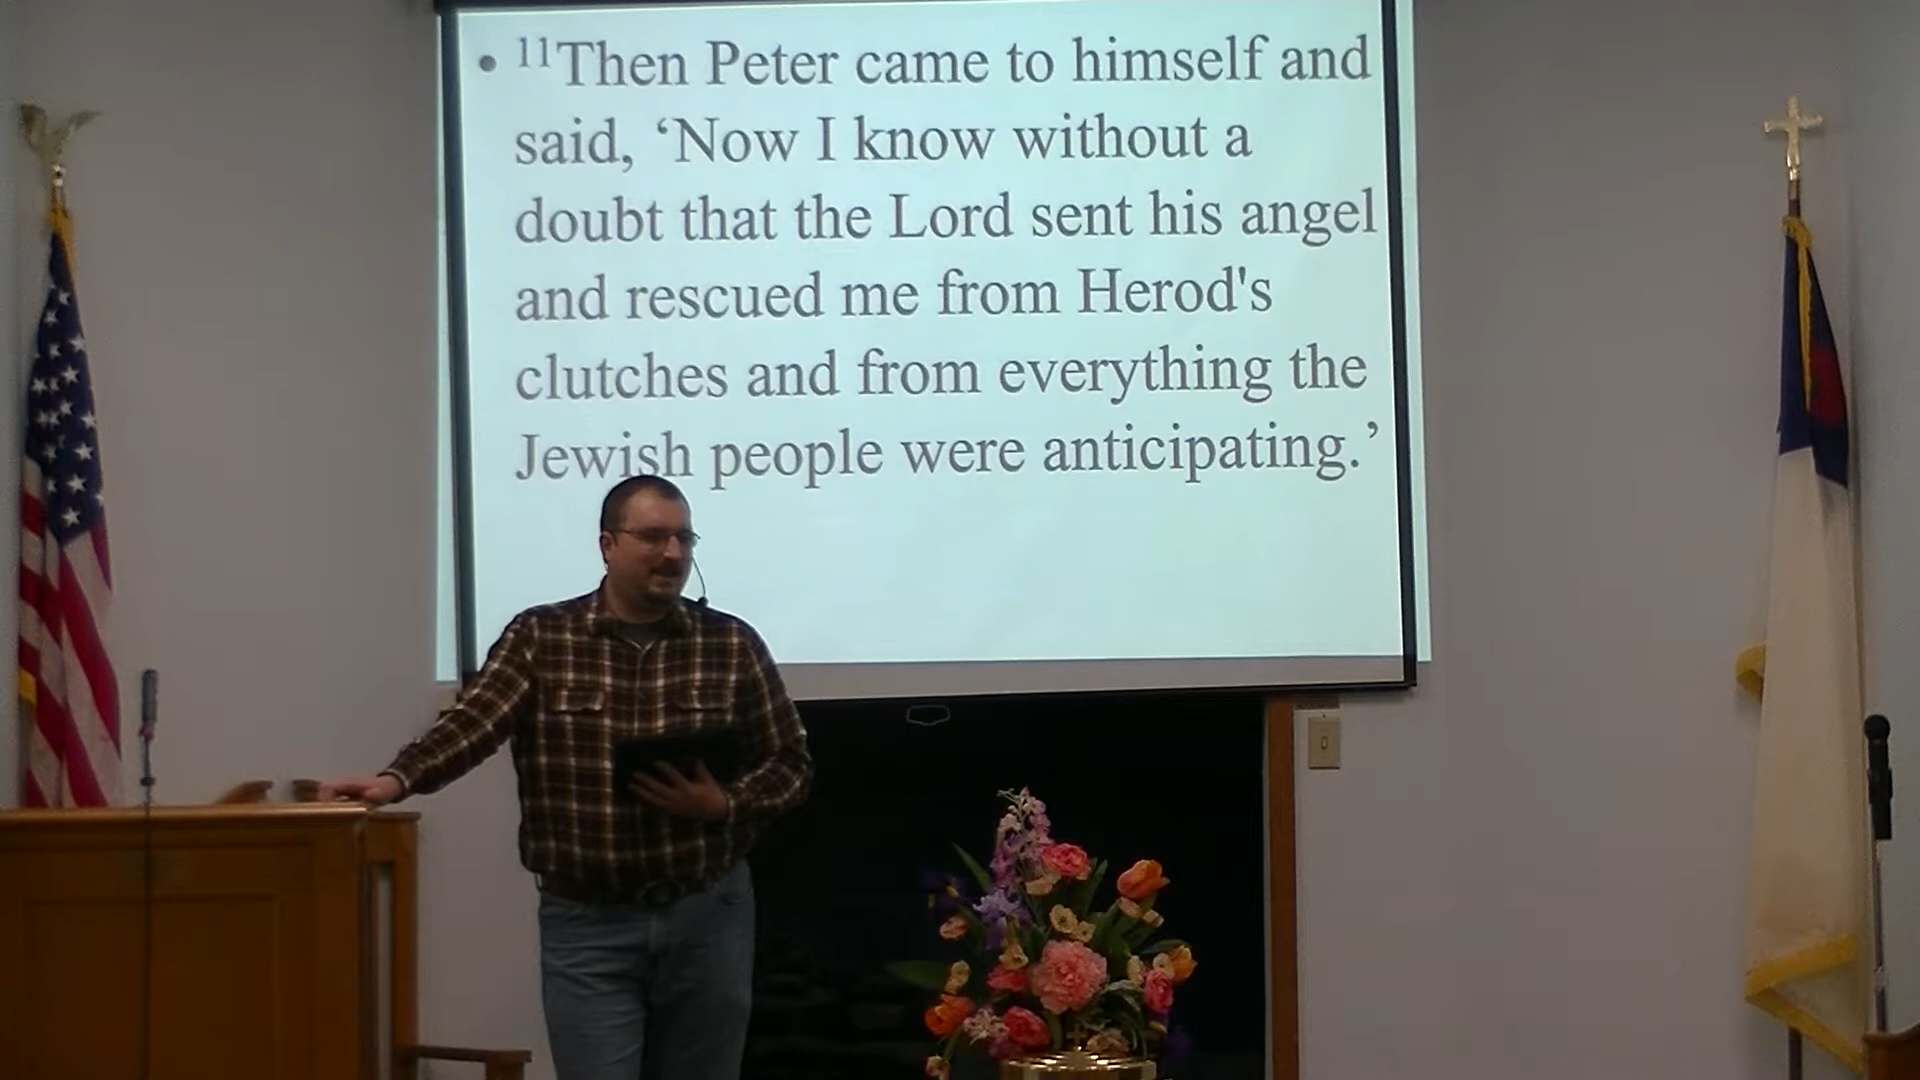 • ¹¹Then Peter came to himself and
said, ‘Now I know without a
doubt that the Lord sent his angel
and rescued me from Herod's
clutches and from everything the
Jewish people were anticipating.’